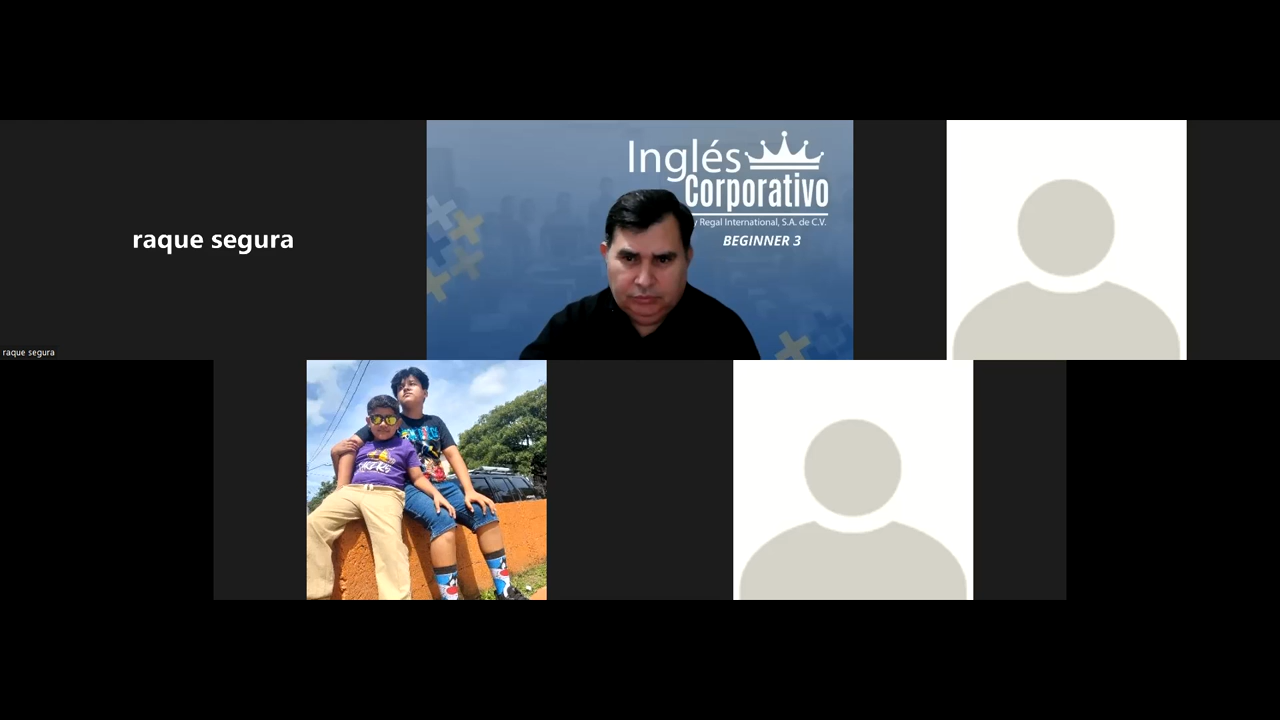 raque segura
raque segura
Inglés
Corporativo
y Regal International, S.A. de C.V.
BEGINNER 3